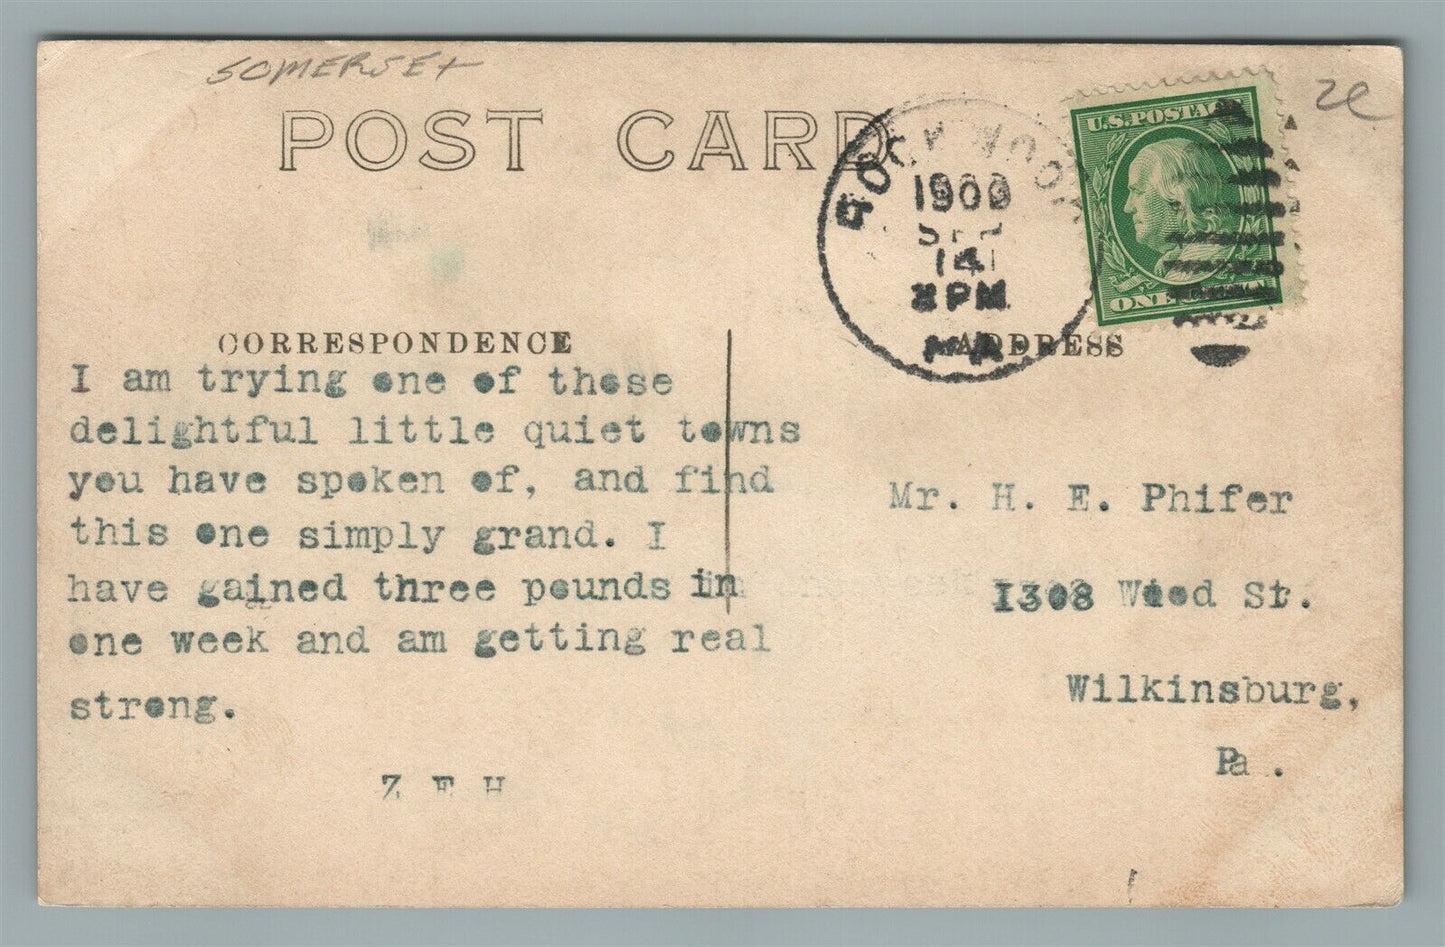 SOMERSET
POST CARD
U.S. POSTAGE
1909
SEP
14
PM
PA
CORRESPONDENCE
ADDRESS
I am trying one of these
delightful little quiet towns
you have spoken of, and find
this one simply grand. I
have gained three pounds in
one week and am getting real
strong.
Z E H
Mr. H. E. Phifer
1308 Wood St.
Wilkinsburg,
Pa.